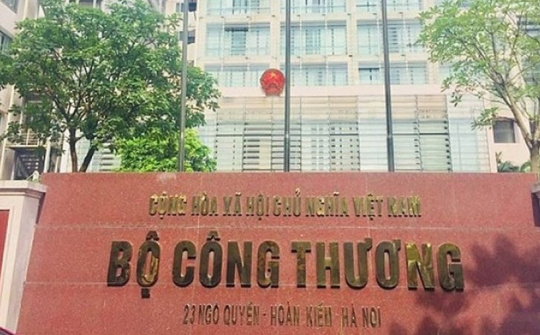 CỘNG HÒA XÃ HỘI CHỦ NGHĨA VIỆT NAM
BỘ CÔNG THƯƠNG
23 NGÔ QUYỀN - HOÀN KIẾM HÀ NỘI